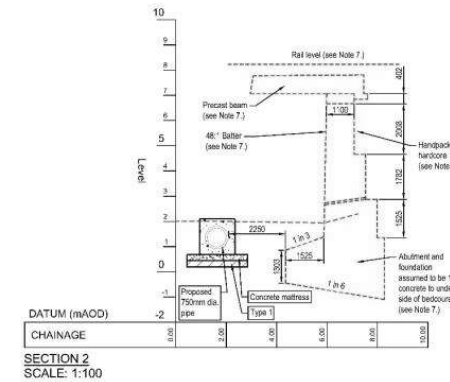 10
9
8
7
6
5
4
3
2
1
0
-1
-2
Level
Rail level (see Note 7.)
402
Precast beam
(see Note 7.)
1100
2008
48:" Batter
(see Note 7.)
Handpack
hardcore
(see Note
1782
1525
2250
1 in 3
1303
1525
1 in 6
Abutment and
foundation
assumed to be 1
concrete to unde
side of bedcours
(see Note 7.)
Proposed
750mm dia.
pipe
Concrete mattress
Type 1
DATUM (mAOD)
CHAINAGE
0.00
2.00
4.00
6.00
8.00
10.00
SECTION 2
SCALE: 1:100